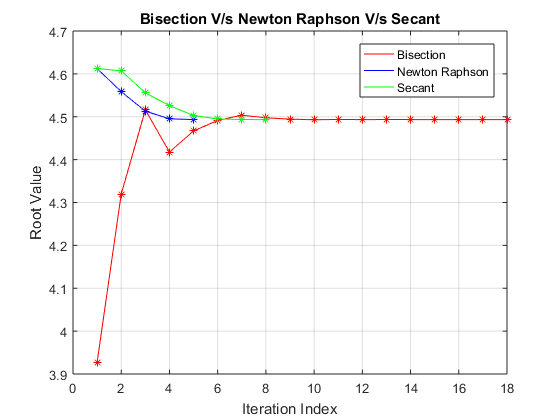 Bisection V/s Newton Raphson V/s Secant
4.7
4.6
4.5
4.4
4.3
4.2
4.1
4
3.9
Root Value
Bisection
Newton Raphson
Secant
0 2 4 6 8 10 12 14 16 18
Iteration Index